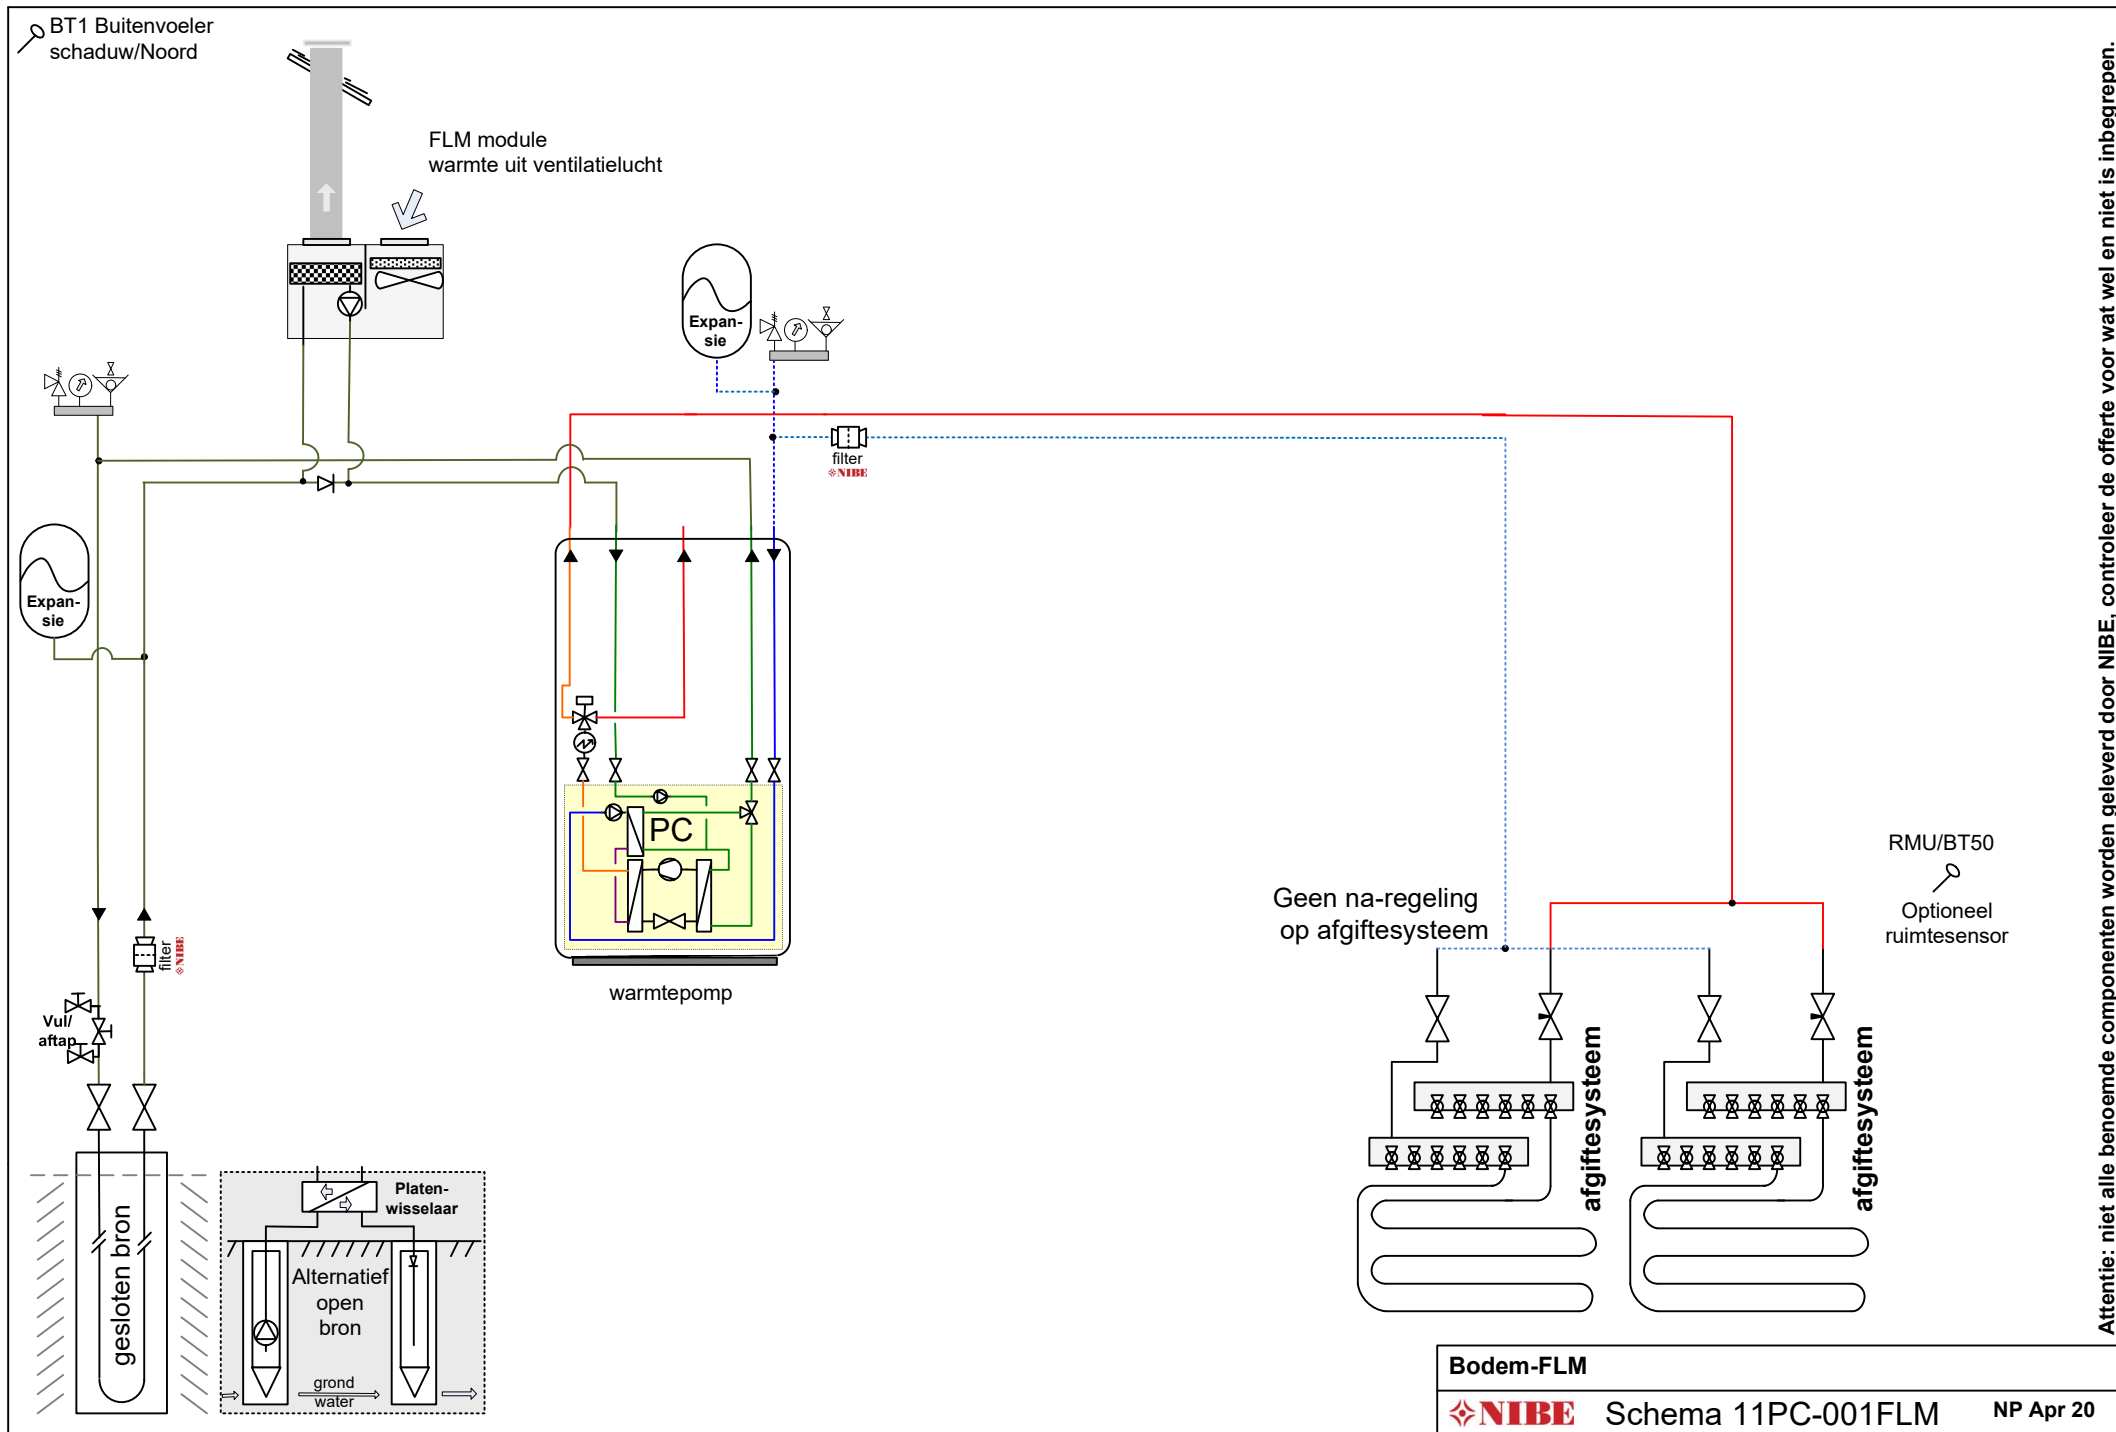 BT1 Buitenvoeler
schaduw/Noord
FLM module
warmte uit ventilatielucht
Expan-
sie
filter
NIBE
Expan-
sie
PC
warmtepomp
filter
NIBE
Vul/
aftap
gesloten bron
Platen-
wisselaar
Alternatief
open
bron
grond
water
Geen na-regeling
op afgiftesysteem
RMU/BT50
Optioneel
ruimtesensor
afgiftesysteem
afgiftesysteem
Attentie: niet alle benoemde componenten worden geleverd door NIBE, controleer de offerte voor wat wel en niet is inbegrepen.
Bodem-FLM
NIBE Schema 11PC-001FLM NP Apr 20